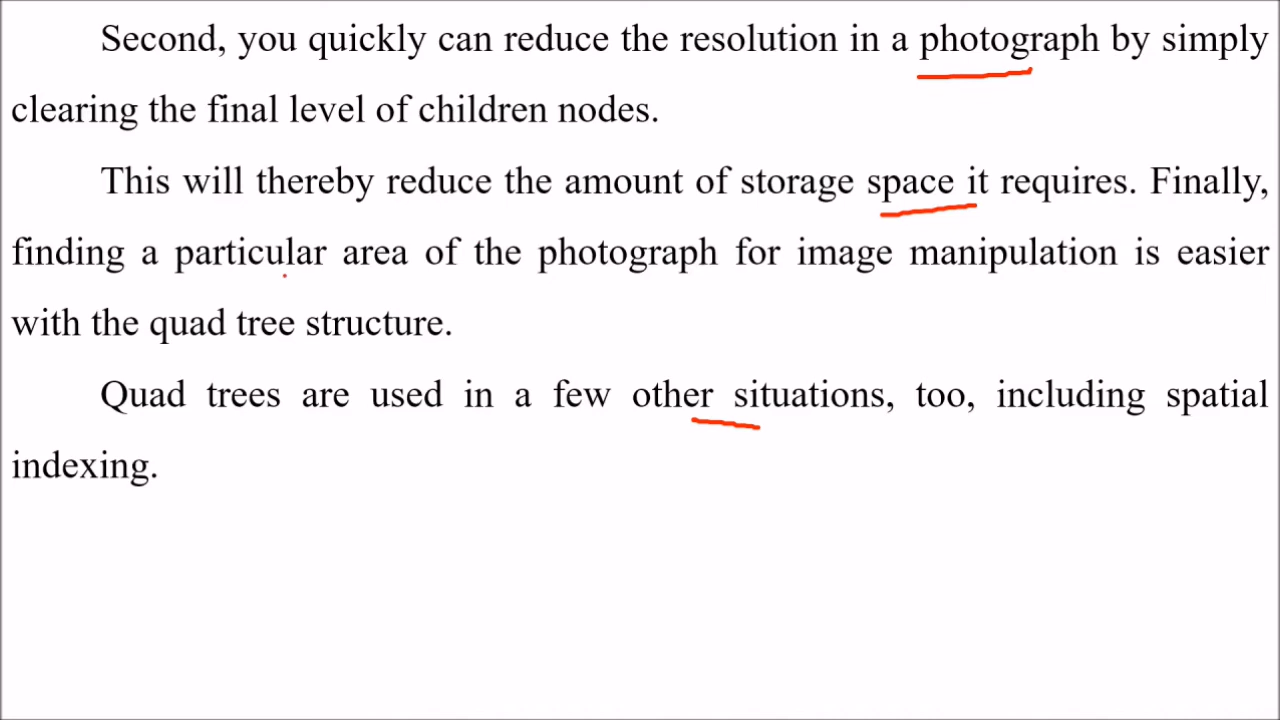 Second, you quickly can reduce the resolution in a photograph by simply
clearing the final level of children nodes.
This will thereby reduce the amount of storage space it requires. Finally,
finding a particular area of the photograph for image manipulation is easier
with the quad tree structure.
Quad trees are used in a few other situations, too, including spatial
indexing.